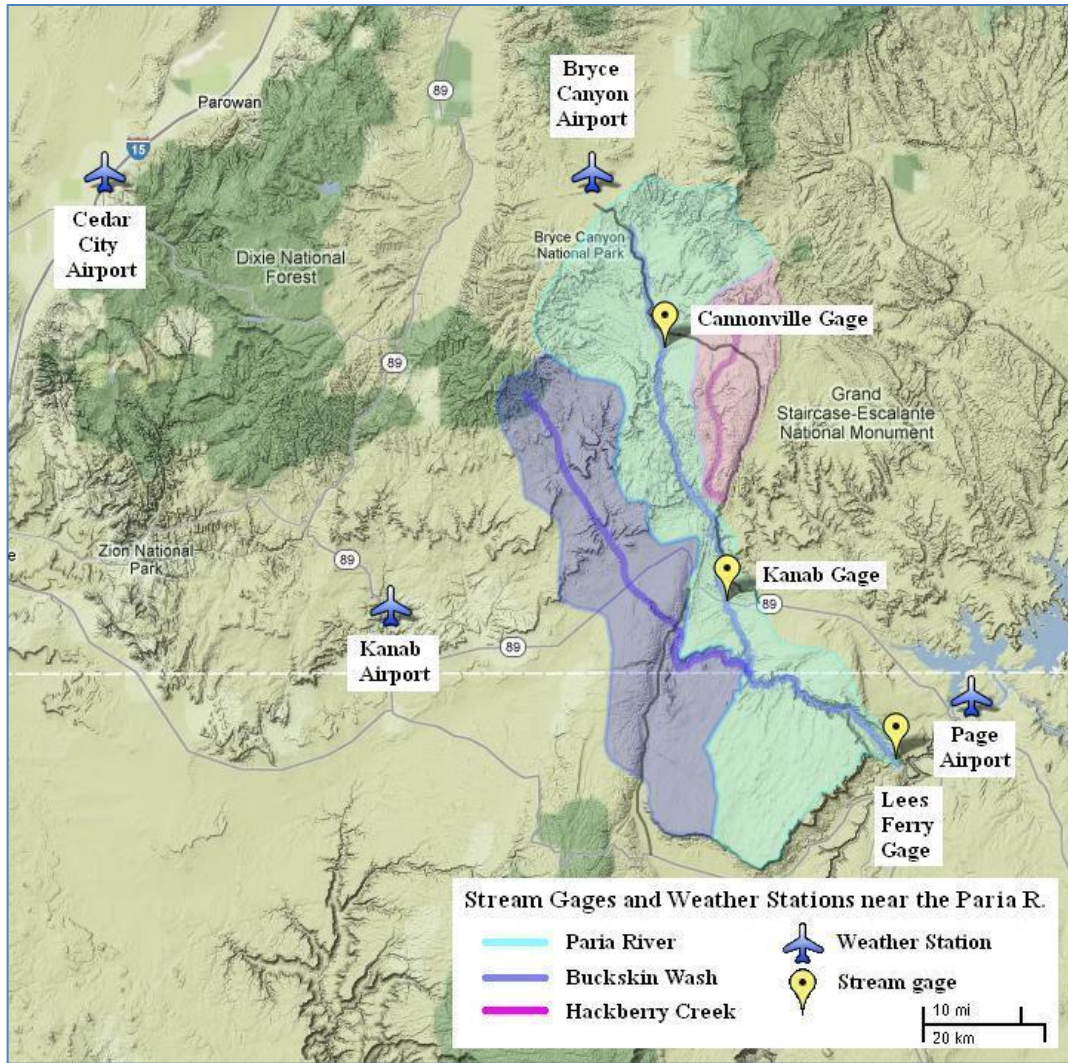 Bryce
Canyon
Airport
89
Parowan
15
Cedar
City
Airport
Dixie National
Forest
Bryce Canyon
National Park
Cannonville Gage
89
Grand
Staircase-Escalante
National Monument
Zion National
Park
89
Kanab Gage
89
Kanab
Airport
89
Page
Airport
Lees
Ferry
Gage
Stream Gages and Weather Stations near the Paria R.
Paria River
Weather Station
Buckskin Wash
Stream gage
Hackberry Creek
10 mi
20 km